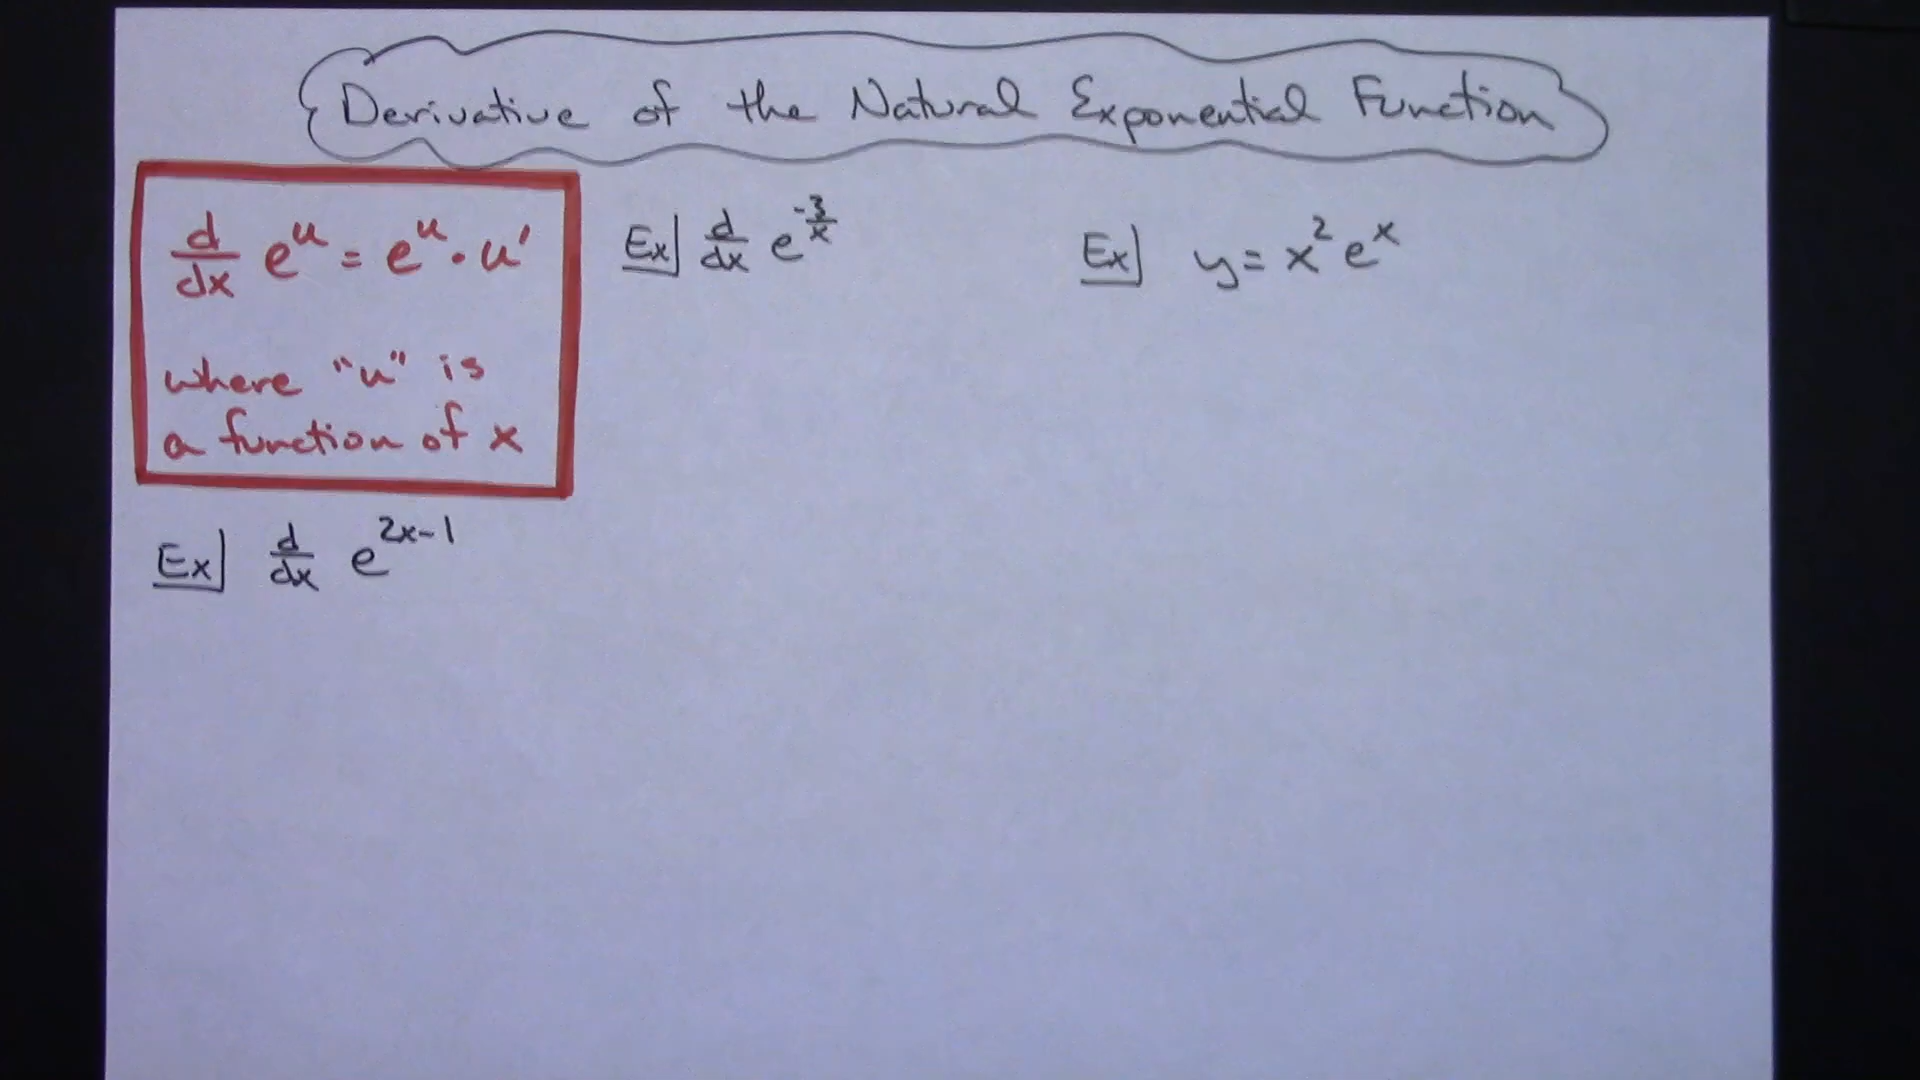 Derivative of the Natural Exponential Function
d/dx e^u = e^u · u'
where "u" is
a function of x
Ex] d/dx e^(2x-1)
Ex] d/dx e^(-3/x)
Ex] y = x^2 e^x